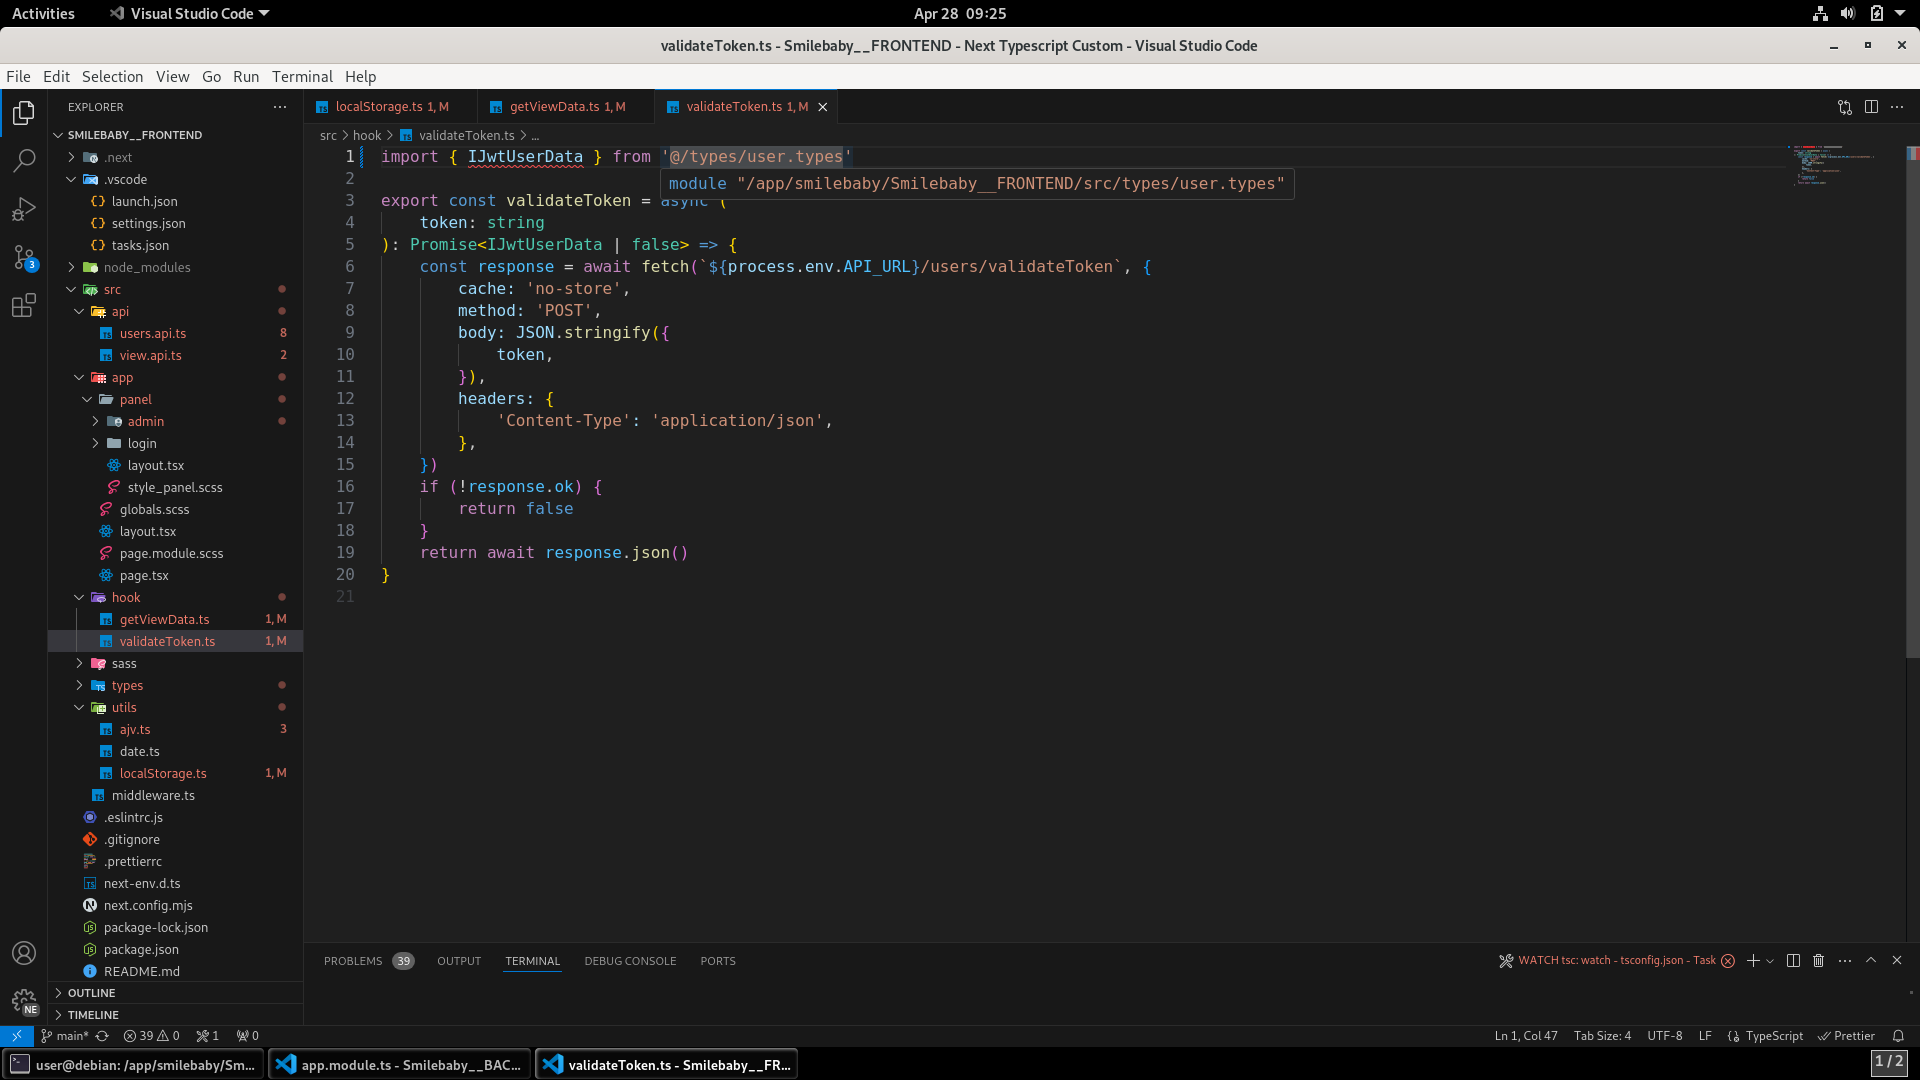 Activities
Visual Studio Code
Apr 28 09:25
validateToken.ts - Smilebaby__FRONTEND - Next Typescript Custom - Visual Studio Code
File Edit Selection View Go Run Terminal Help
EXPLORER
SMILEBABY__FRONTEND
.next
.vscode
launch.json
settings.json
tasks.json
node_modules
src
api
users.api.ts 8
view.api.ts 2
app
panel
admin
login
layout.tsx
style_panel.scss
globals.scss
layout.tsx
page.module.scss
page.tsx
hook
getViewData.ts 1, M
validateToken.ts 1, M
sass
types
utils
ajv.ts 3
date.ts
localStorage.ts 1, M
middleware.ts
.eslintrc.js
.gitignore
.prettierrc
next-env.d.ts
next.config.mjs
package-lock.json
package.json
README.md
OUTLINE
TIMELINE
3
NE
localStorage.ts 1, M
getViewData.ts 1, M
validateToken.ts 1, M
src > hook > validateToken.ts > ...
1 import { IJwtUserData } from '@/types/user.types'
2
module "/app/smilebaby/Smilebaby__FRONTEND/src/types/user.types"
3 export const validateToken = async (
4 token: string
5 ): Promise<IJwtUserData | false> => {
6 const response = await fetch(`${process.env.API_URL}/users/validateToken`, {
7 cache: 'no-store',
8 method: 'POST',
9 body: JSON.stringify({
10 token,
11 }),
12 headers: {
13 'Content-Type': 'application/json',
14 },
15 })
16 if (!response.ok) {
17 return false
18 }
19 return await response.json()
20 }
21
PROBLEMS 39 OUTPUT TERMINAL DEBUG CONSOLE PORTS
WATCH tsc: watch - tsconfig.json - Task
main* 39 0 1 0
Ln 1, Col 47 Tab Size: 4 UTF-8 LF {} TypeScript Prettier
user@debian: /app/smilebaby/Sm...
app.module.ts - Smilebaby__BAC...
validateToken.ts - Smilebaby__FR...
1 / 2